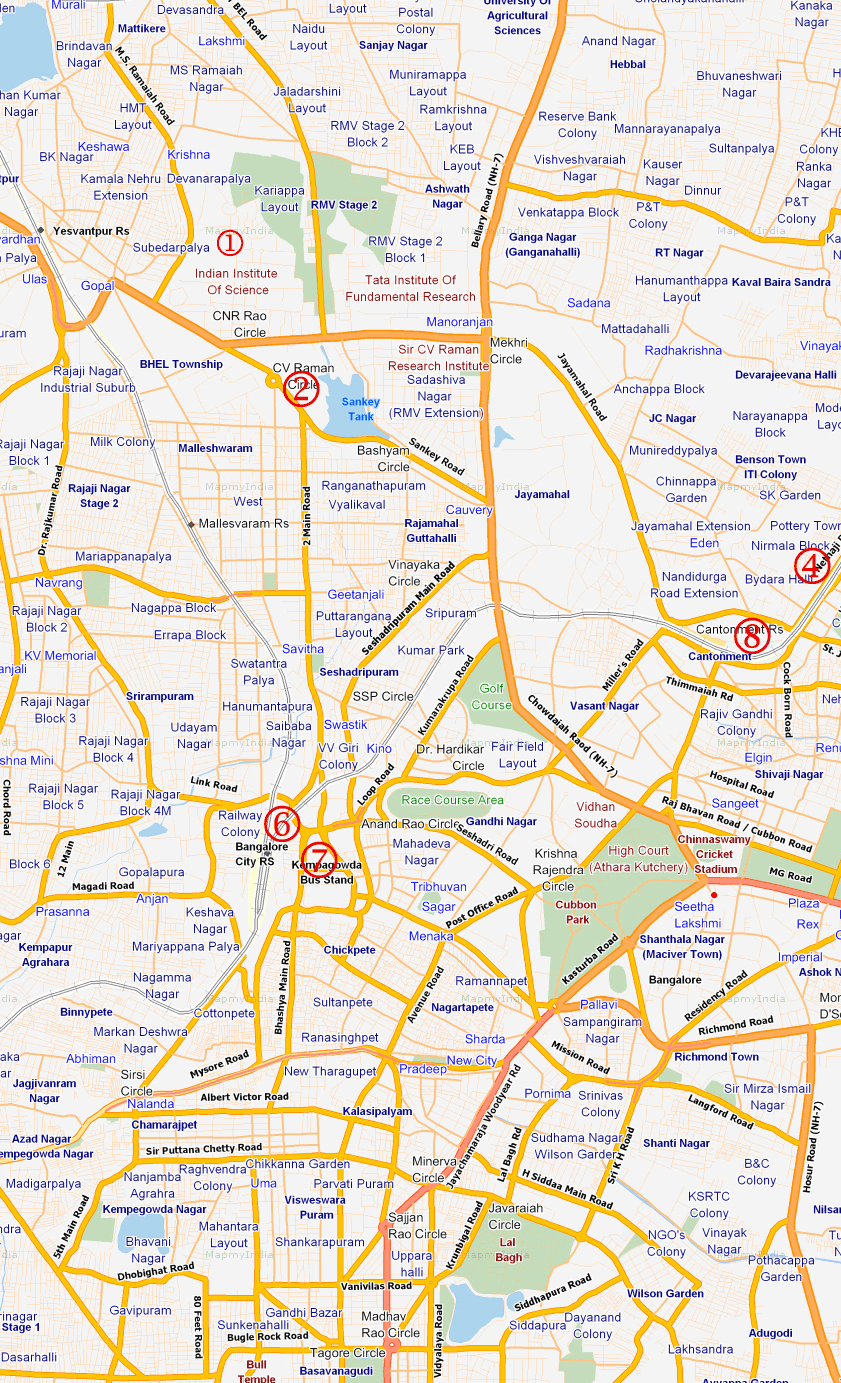 Murali
Devasandra
BEL Road
Layout
Postal
Colony
University Of
Agricultural
Sciences
Kanaka
Nagar
Mattikere
Lakshmi
Naidu
Layout
Sanjay Nagar
Anand Nagar
Hebbal
Brindavan
Nagar
M.S. Ramaiah Road
MS Ramaiah
Nagar
Muniramappa
Layout
Bhuvaneshwari
Nagar
han Kumar
Nagar
HMT
Layout
Jaladarshini
Layout
Ramkrishna
Layout
RMV Stage 2
Block 2
Reserve Bank
Colony
Mannarayanapalya
Keshawa
Krishna
BK Nagar
KEB
Layout
Vishveshvaraiah
Nagar
Sultanpalya
Kauser
Nagar
KHB
Colony
Ranka
Nagar
Kamala Nehru
Extension
Devanarapalya
Kariappa
Layout
RMV Stage 2
Ashwath
Nagar
Dinnur
Bellary Road (NH-7)
Venkatappa Block
P&T
Colony
P&T
Colony
Yesvantpur Rs
MapmyIndia
①
Subedarpalya
RMV Stage 2
Block 1
Ganga Nagar
(Ganganahalli)
RT Nagar
Indian Institute
Of Science
Tata Institute Of
Fundamental Research
Hanumanthappa
Layout
Kaval Baira Sandra
Ulas
Gopal
CNR Rao
Circle
Manoranjan
Sadana
Mattadahalli
Mekhri
Circle
Sir CV Raman
Research Institute
Radhakrishna
Vinayak
BHEL Township
CV Raman
Circle
②
Sadashiva
Nagar
(RMV Extension)
Jayamahal Road
Rajaji Nagar
Industrial Suburb
Sankey
Tank
Devarajeevana Halli
Anchappa Block
Milk Colony
Malleshwaram
Bashyam
Circle
Sankey Road
JC Nagar
Narayanappa
Block
Rajaji Nagar
Block 1
Munireddypalya
Benson Town
ITI Colony
Rajaji Nagar
Stage 2
Dr. Rajkumar Road
West
2 Main Road
Ranganathapuram
Vyalikaval
Jayamahal
Chinnappa
Garden
SK Garden
Mallesvaram Rs
Cauvery
Rajamahal
Guttahalli
Jayamahal Extension
Pottery Town
Eden
Nirmala Block
Mariappanapalya
Navrang
Vinayaka
Circle
Seshadripuram Main Road
④
Bydara Halli
Nandidurga
Road Extension
Rajaji Nagar
Block 2
Nagappa Block
Geetanjali
Puttarangana
Layout
Sripuram
Errapa Block
Savitha
Kumar Park
Cantonment Rs
⑧
Cantonment
KV Memorial
Swatantra
Palya
Seshadripuram
Miller's Road
Srirampuram
Hanumantapura
SSP Circle
Kumarakrupa Road
Golf
Course
Vasant Nagar
Thimmaiah Rd
Cock Born Road
Rajaji Nagar
Block 3
Udayam
Nagar
Saibaba
Nagar
Swastik
Chowdaiah Raod (NH-7)
Rajiv Gandhi
Colony
Rajaji Nagar
Block 4
VV Giri
Colony
Kino
Dr. Hardikar
Circle
Fair Field
Layout
Elgin
Shivaji Nagar
Chord Road
Rajaji Nagar
Block 5
Link Road
Loop Road
Hospital Road
Rajaji Nagar
Block 4M
Race Course Area
Vidhan
Soudha
Sangeet
Raj Bhavan Road / Cubbon Road
Railway
Colony
⑥
Anand Rao Circle
Gandhi Nagar
Seshadri Road
Bangalore
City RS
⑦
Kempagowda
Bus Stand
Mahadeva
Nagar
High Court
(Athara Kutchery)
Chinnaswamy
Cricket
Stadium
Block 6
12 Main
Gopalapura
Krishna
Rajendra
Circle
MG Road
Magadi Road
Anjan
Tribhuvan
Sagar
Prasanna
Keshava
Nagar
Post Office Road
Cubbon
Park
Seetha
Lakshmi
Plaza
Rex
Kempapur
Agrahara
Mariyappana Palya
Menaka
Shanthala Nagar
(Maciver Town)
Chickpete
Kasturba Road
Imperial
Nagamma
Nagar
Bhashya Main Road
Avenue Road
Ramannapet
Bangalore
Ashok N
Binnypete
Cottonpete
Sultanpete
Nagartapete
Pallavi
Residency Road
Markan Deshwra
Nagar
Ranasinghpet
Sharda
Sampangiram
Nagar
Richmond Road
Abhiman
Mysore Road
New City
Mission Road
Richmond Town
Sirsi
Circle
New Tharagupet
Pradeep
Jagjivanram
Nagar
Nalanda
Albert Victor Road
Pornima
Srinivas
Colony
Sir Mirza Ismail
Nagar
Kalasipalyam
Langford Road
Azad Nagar
Chamarajpet
Jayachamaraja Woodyear Rd
Sudhama Nagar
Wilson Garden
Shanti Nagar
Hosur Road (NH-7)
empegowda Nagar
Sir Puttana Chetty Road
Lal Bagh Rd
Sri K H Road
Chikkanna Garden
Minerva
Circle
B&C
Colony
Madigarpalya
Nanjamba
Agrahra
Raghvendra
Colony
Uma
Parvati Puram
H Siddaa Main Road
Kempegowda Nagar
Visweswara
Puram
KSRTC
Colony
5th Main Road
Mahantara
Layout
Sajjan
Rao Circle
Krunbigal Road
Javaraiah
Circle
NGO's
Colony
Vinayak
Nagar
Bhavani
Nagar
Shankarapuram
Lal
Bagh
Uppara
halli
Pothacappa
Garden
Dhobighat Road
Vanivilas Road
Siddhapura Road
Wilson Garden
Gavipuram
80 Feet Road
Gandhi Bazar
Sunkenahalli
Madhav
Rao Circle
Siddapura
Dayanand
Colony
Adugodi
Stage 1
Bugle Rock Road
Vidyalaya Road
Dasarhalli
Tagore Circle
Lakhsandra
Bull
Temple
Basavanagudi